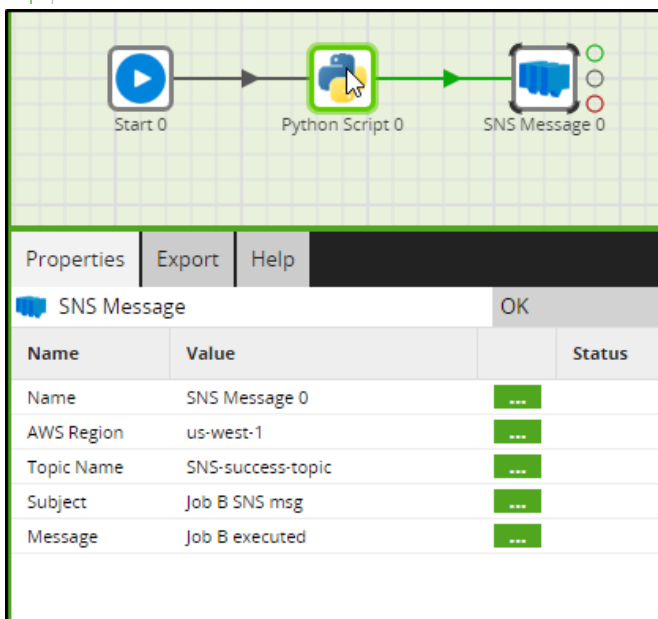 Start 0 Python Script 0 SNS Message 0
Properties Export Help
SNS Message OK
Name Value Status
Name SNS Message 0 ...
AWS Region us-west-1 ...
Topic Name SNS-success-topic ...
Subject Job B SNS msg ...
Message Job B executed ...